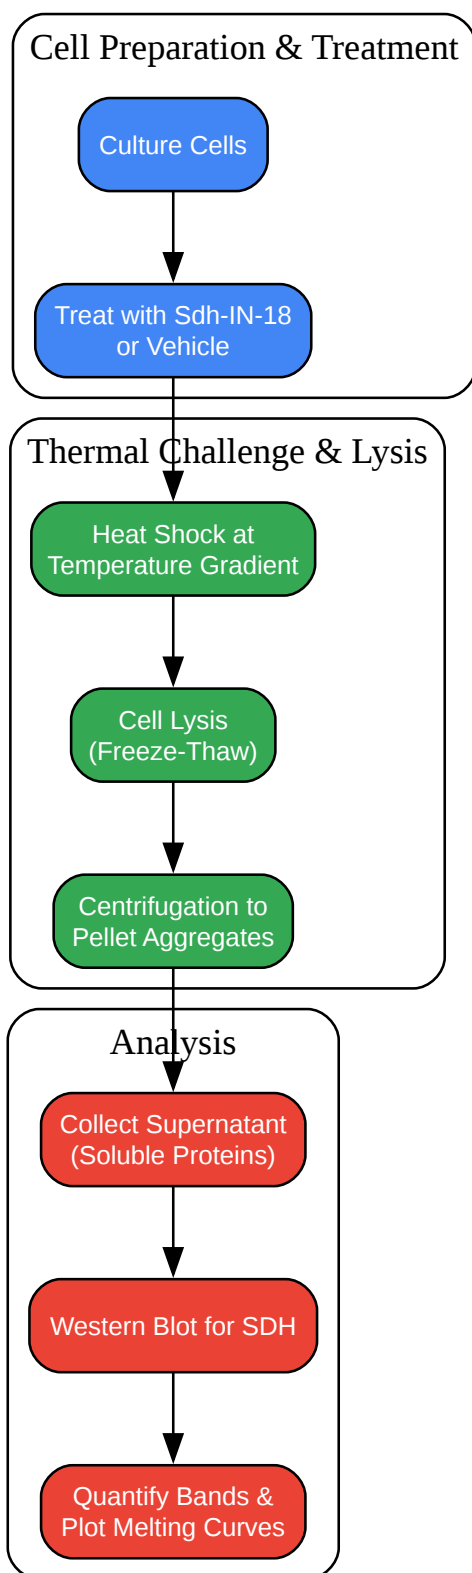 Cell Preparation & Treatment
Culture Cells
Treat with Sdh-IN-18
or Vehicle
Thermal Challenge & Lysis
Heat Shock at
Temperature Gradient
Cell Lysis
(Freeze-Thaw)
Centrifugation to
Pellet Aggregates
Analysis
Collect Supernatant
(Soluble Proteins)
Western Blot for SDH
Quantify Bands &
Plot Melting Curves